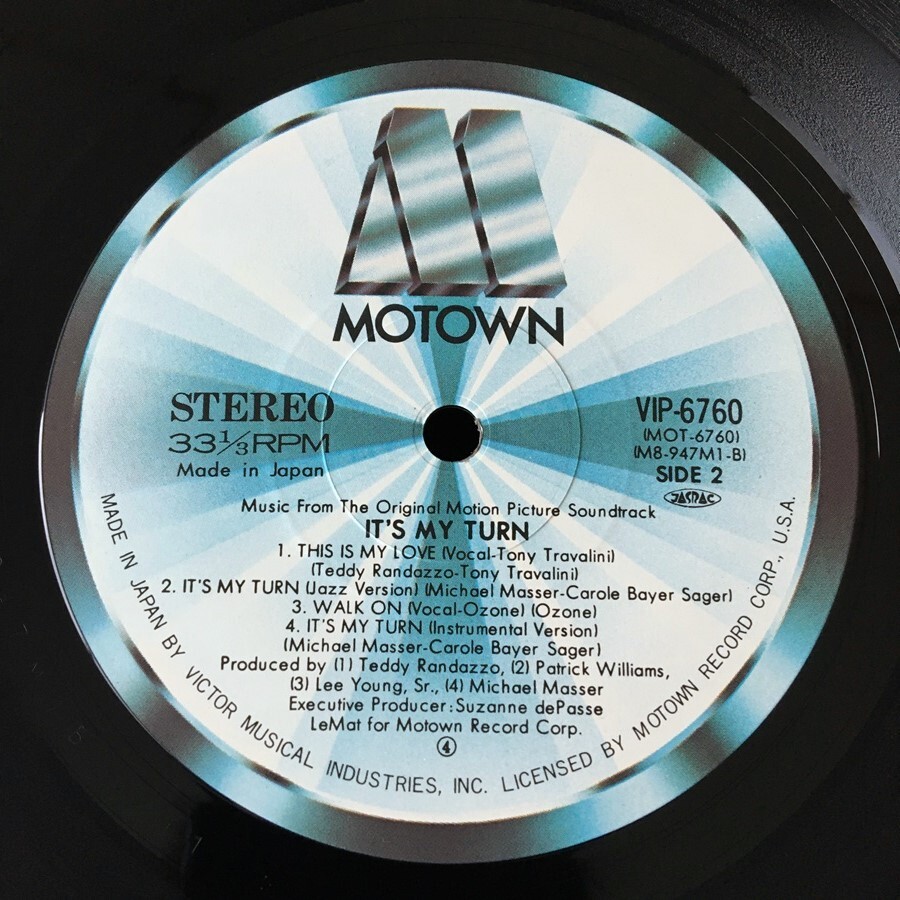 MOTOWN
STEREO
33⅓RPM
Made in Japan
VIP-6760
(MOT-6760)
(M8-947M1-B)
SIDE 2
JASRAC
Music From The Original Motion Picture Soundtrack
IT'S MY TURN
1. THIS IS MY LOVE (Vocal-Tony Travalini)
(Teddy Randazzo-Tony Travalini)
2. IT'S MY TURN (Jazz Version) (Michael Masser-Carole Bayer Sager)
3. WALK ON (Vocal-Ozone) (Ozone)
4. IT'S MY TURN (Instrumental Version)
(Michael Masser-Carole Bayer Sager)
Produced by (1) Teddy Randazzo, (2) Patrick Williams,
(3) Lee Young, Sr., (4) Michael Masser
Executive Producer: Suzanne dePasse
LeMat for Motown Record Corp.
④
MADE IN JAPAN BY VICTOR MUSICAL INDUSTRIES, INC. LICENSED BY MOTOWN RECORD CORP., U.S.A.